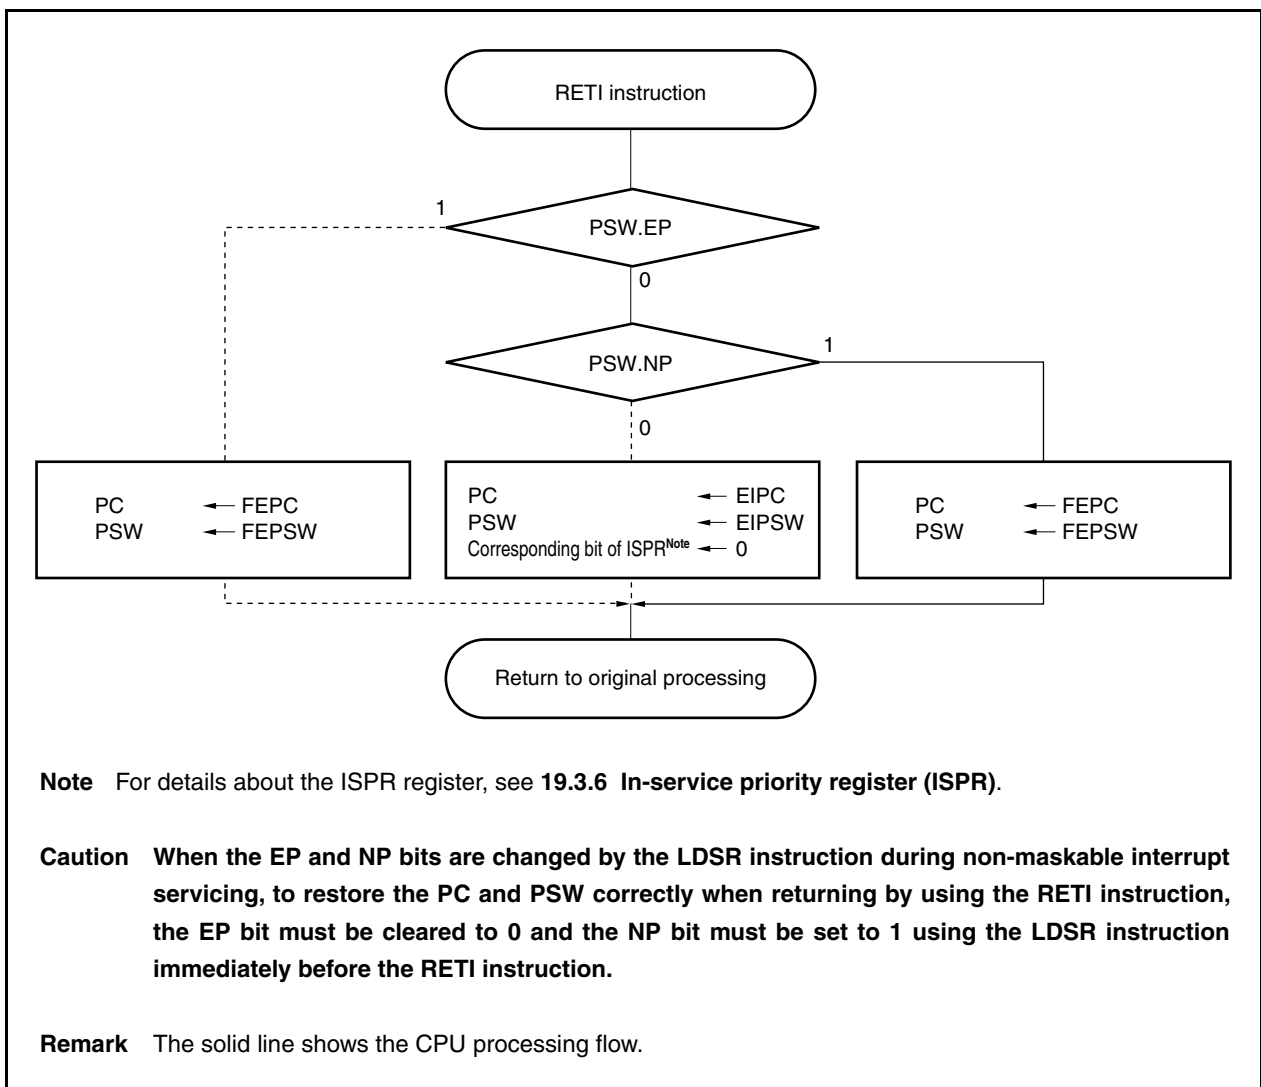 RETI instruction
1
PSW.EP
0
1
PSW.NP
0
PC ← FEPC
PSW ← FEPSW
PC ← EIPC
PSW ← EIPSW
Corresponding bit of ISPRNote ← 0
PC ← FEPC
PSW ← FEPSW
Return to original processing
Note For details about the ISPR register, see 19.3.6 In-service priority register (ISPR).
Caution When the EP and NP bits are changed by the LDSR instruction during non-maskable interrupt
servicing, to restore the PC and PSW correctly when returning by using the RETI instruction,
the EP bit must be cleared to 0 and the NP bit must be set to 1 using the LDSR instruction
immediately before the RETI instruction.
Remark The solid line shows the CPU processing flow.